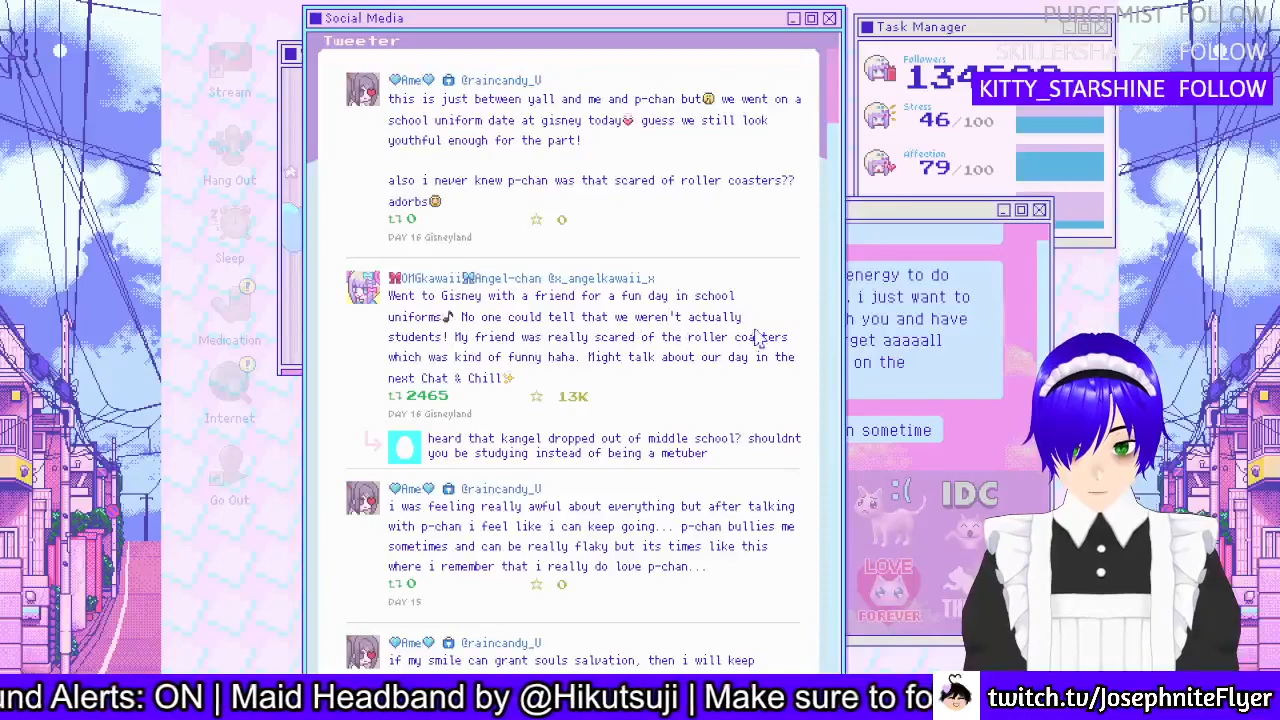 Social Media
Tweeter
Ame @raincandy_U
this is just between yall and me and p-chan but we went on a
school uniform date at gisney today guess we still look
youthful enough for the part!
also i never knew p-chan was that scared of roller coasters??
adorbs
0 0
DAY 16 Gisneyland
OMGkawaii Angel-chan @x_angelkawaii_x
Went to Gisney with a friend for a fun day in school
uniforms♪ No one could tell that we weren't actually
students! My friend was really scared of the roller coasters
which was kind of funny haha. Might talk about our day in the
next Chat & Chill
2465 13K
DAY 16 Gisneyland
heard that kangel dropped out of middle school? shouldnt
you be studying instead of being a metuber
Ame @raincandy_U
i was feeling really awful about everything but after talking
with p-chan i feel like i can keep going... p-chan bullies me
sometimes and can be really flaky but its times like this
where i remember that i really do love p-chan...
0 0
DAY 15
Ame @raincandy_U
if my smile can grant souls salvation, then i will keep
Stream
Hang Out
Sleep
Medication
Internet
Go Out
Task Manager
Followers
Stress
46/100
Affection
79/100
PURGEMIST FOLLOW
FOLLOW
KITTY_STARSHINE FOLLOW
energy to do
i just want to
you and have
get aaaaall
on the
n sometime
:(
IDC
LOVE
FOREVER
und Alerts: ON | Maid Headband by @Hikutsuji | Make sure to fo
twitch.tv/JosephniteFlyer